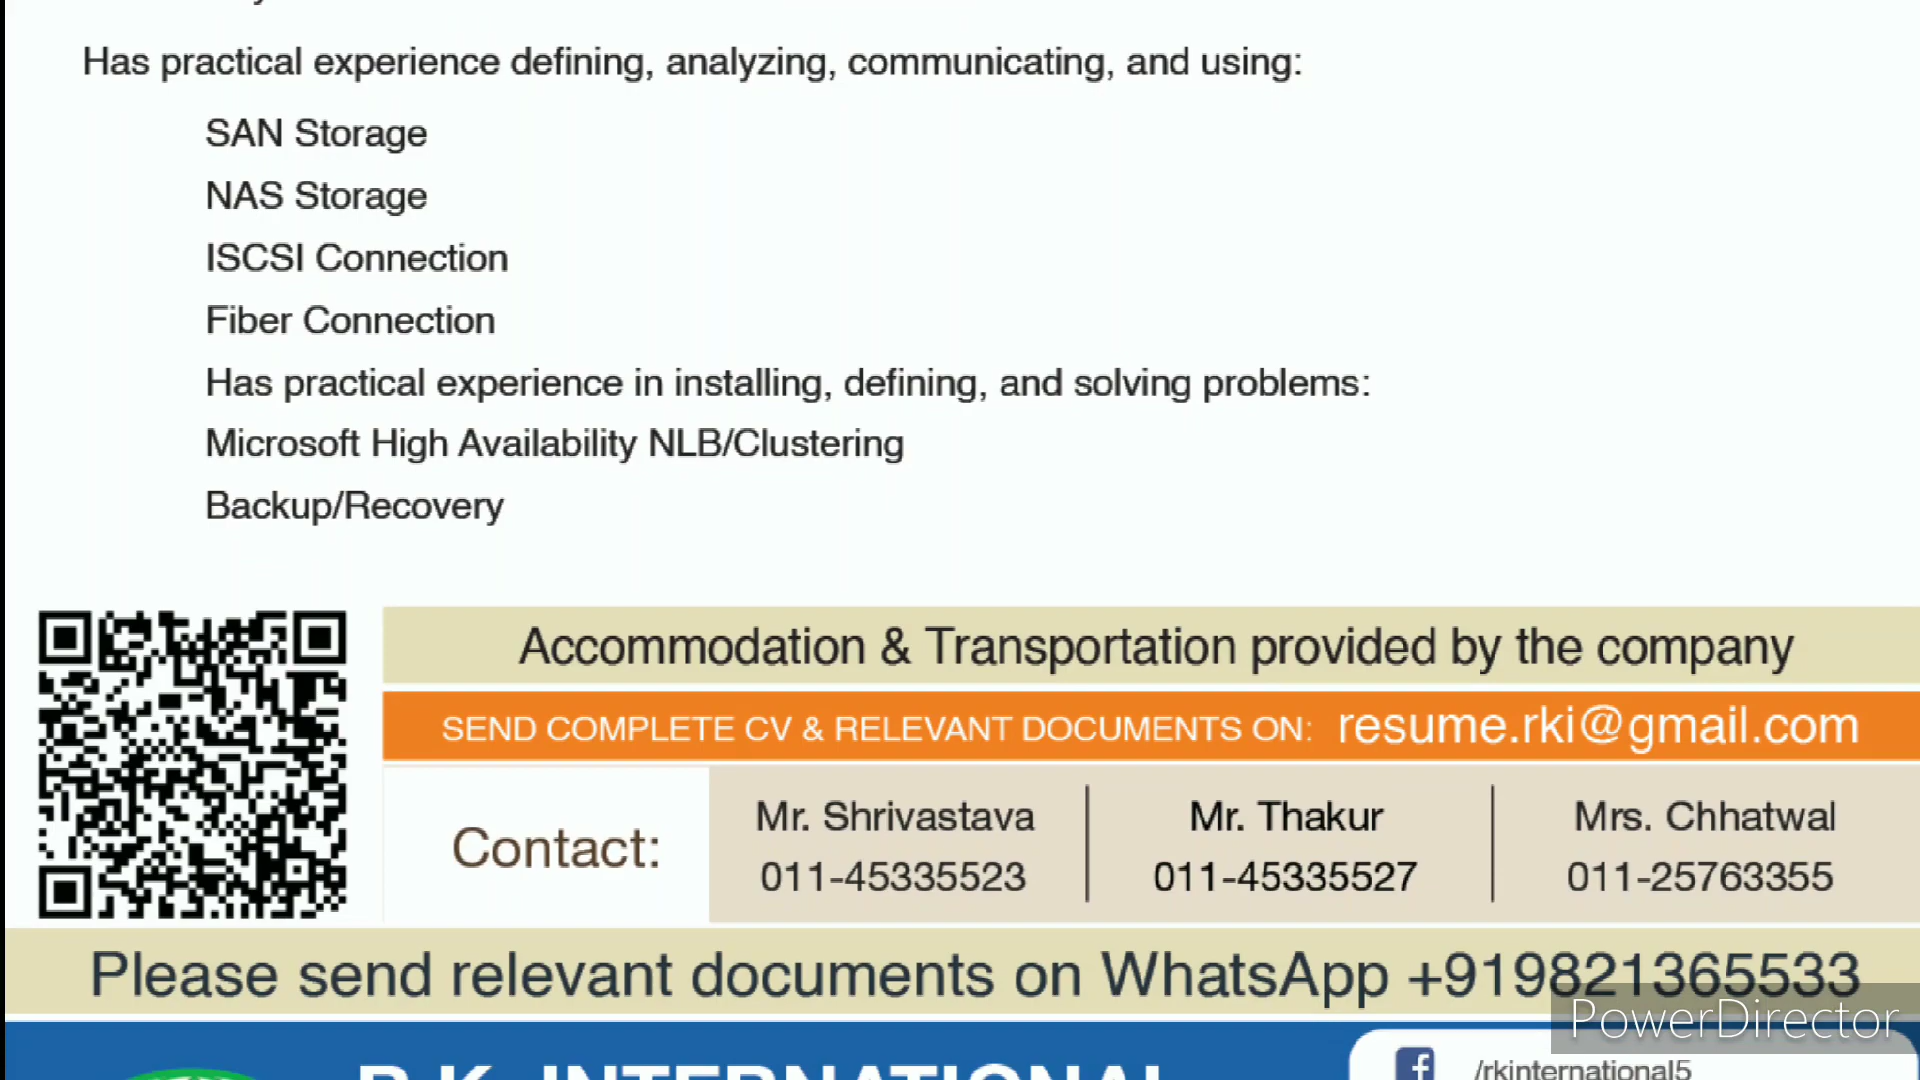 Has practical experience defining, analyzing, communicating, and using:
SAN Storage
NAS Storage
ISCSI Connection
Fiber Connection
Has practical experience in installing, defining, and solving problems:
Microsoft High Availability NLB/Clustering
Backup/Recovery
Accommodation & Transportation provided by the company
SEND COMPLETE CV & RELEVANT DOCUMENTS ON: resume.rki@gmail.com
Contact:
Mr. Shrivastava
011-45335523
Mr. Thakur
011-45335527
Mrs. Chhatwal
011-25763355
Please send relevant documents on WhatsApp +919821365533
PowerDirector
R.K. INTERNATIONAL
/rkinternational5